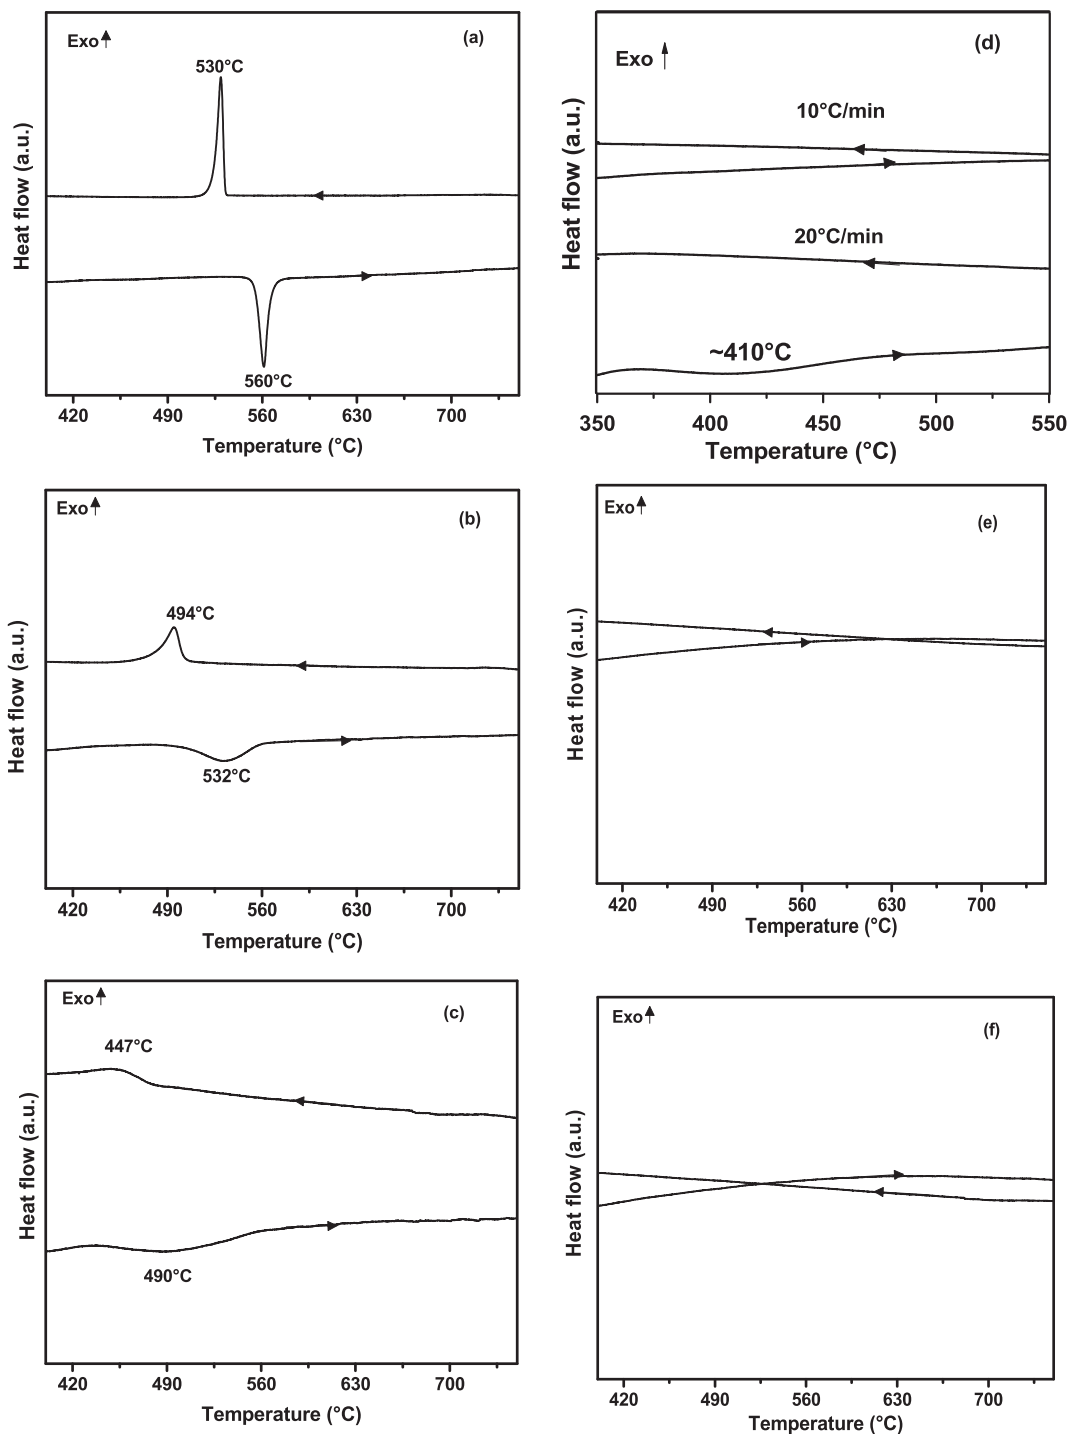 Exo
(a)
530°C
560°C
Heat flow (a.u.)
420 490 560 630 700
Temperature (°C)
Exo
(d)
10°C/min
20°C/min
~410°C
Heat flow (a.u.)
350 400 450 500 550
Temperature (°C)
Exo
(b)
494°C
532°C
Heat flow (a.u.)
420 490 560 630 700
Temperature (°C)
Exo
(e)
Heat flow (a.u.)
420 490 560 630 700
Temperature (°C)
Exo
(c)
447°C
490°C
Heat flow (a.u.)
420 490 560 630 700
Temperature (°C)
Exo
(f)
Heat flow (a.u.)
420 490 560 630 700
Temperature (°C)